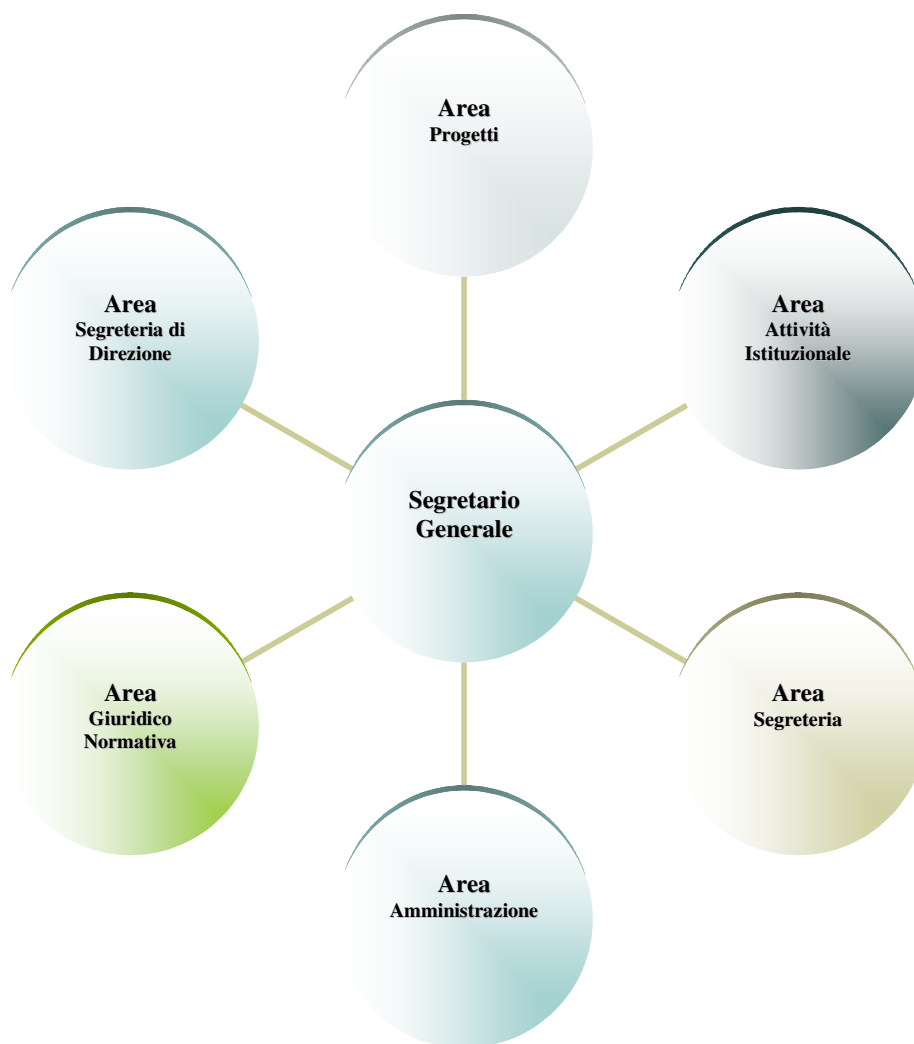 Area
Progetti
Area
Segreteria di
Direzione
Area
Attività
Istituzionale
Segretario
Generale
Area
Giuridico
Normativa
Area
Segreteria
Area
Amministrazione